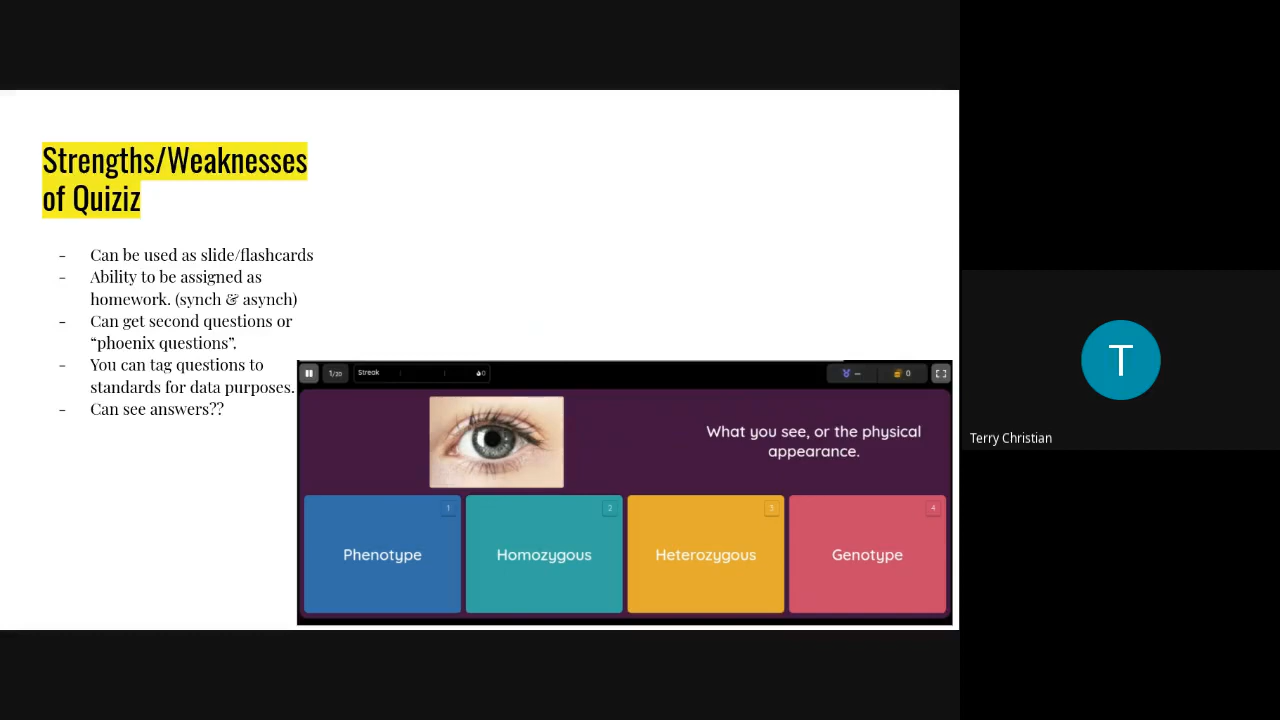 Strengths/Weaknesses
of Quiziz
- Can be used as slide/flashcards
- Ability to be assigned as
homework. (synch & asynch)
- Can get second questions or
“phoenix questions”.
- You can tag questions to
standards for data purposes.
- Can see answers??
1/20 Streak 0 – 0
What you see, or the physical
appearance.
1 2 3 4
Phenotype Homozygous Heterozygous Genotype
T
Terry Christian